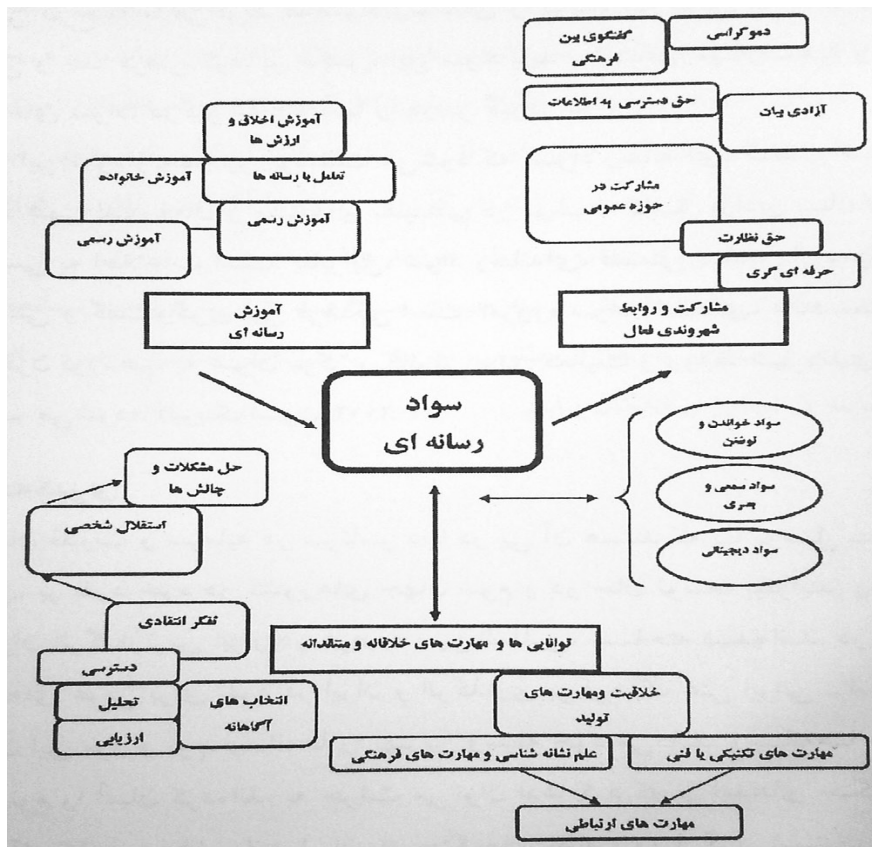 دموکراسی
گفتگوی بین
فرهنگی
حق دسترسی به اطلاعات
آزادی بیات
مشارکت در
حوزه عمومی
حق نظارت
حرفه ای گری
مشارکت و روابط
شهروندی فعال
آموزش اخلاق و
ارزش ها
تعامل با رسانه ها
آموزش خانواده
آموزش رسمی
آموزش رسمی
آموزش
رسانه ای
سواد
رسانه ای
سواد خواندن و
نوشتن
سواد سمعی و
بصری
سواد دیجیتالی
حل مشکلات و
چالش ها
استقلال شخصی
تفکر انتقادی
دسترسی
تحلیل
ارزیابی
انتخاب های
آگاهانه
توانایی ها و مهارت های خلاقانه و منتقدانه
خلاقیت ومهارت های
تولید
علم نشانه شناسی و مهارت های فرهنگی
مهارت های تکنیکی یا فنی
مهارت های ارتباطی